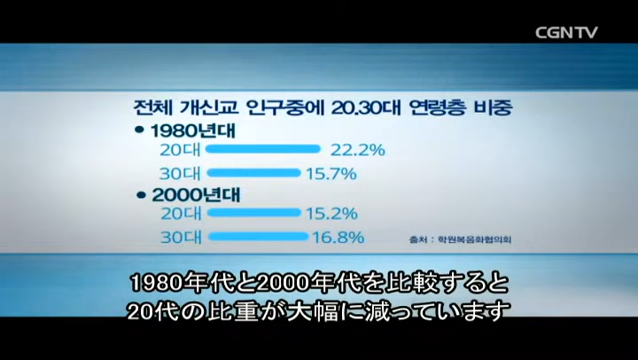 CGNTV
전체 개신교 인구중에 20.30대 연령층 비중
● 1980년대
20대 22.2%
30대 15.7%
● 2000년대
20대 15.2%
30대 16.8%
출처 : 학원복음화협의회
1980年代と2000年代を比較すると
20代の比重が大幅に減っています